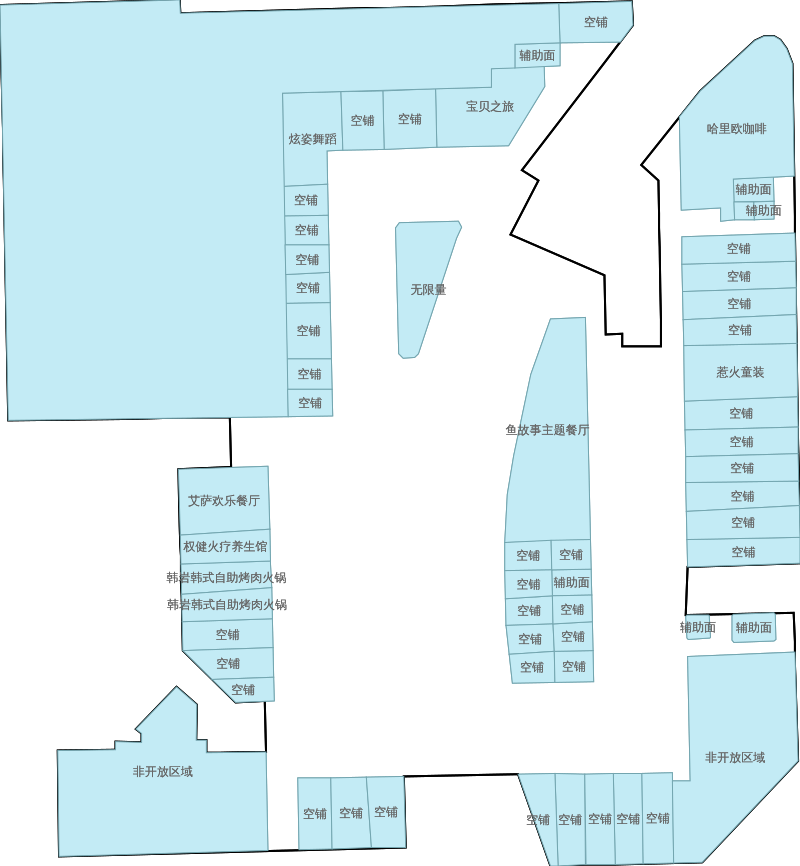 空铺
辅助面
宝贝之旅
空铺
空铺
炫姿舞蹈
哈里欧咖啡
辅助面
辅助面
空铺
空铺
空铺
空铺
空铺
空铺
空铺
无限量
空铺
空铺
空铺
空铺
惹火童装
空铺
空铺
空铺
空铺
空铺
空铺
鱼故事主题餐厅
艾萨欢乐餐厅
权健火疗养生馆
韩岩韩式自助烤肉火锅
韩岩韩式自助烤肉火锅
空铺
空铺
空铺
空铺
空铺
空铺
辅助面
空铺
空铺
空铺
空铺
空铺
空铺
辅助面
辅助面
非开放区域
非开放区域
空铺
空铺
空铺
空铺
空铺
空铺
空铺
空铺